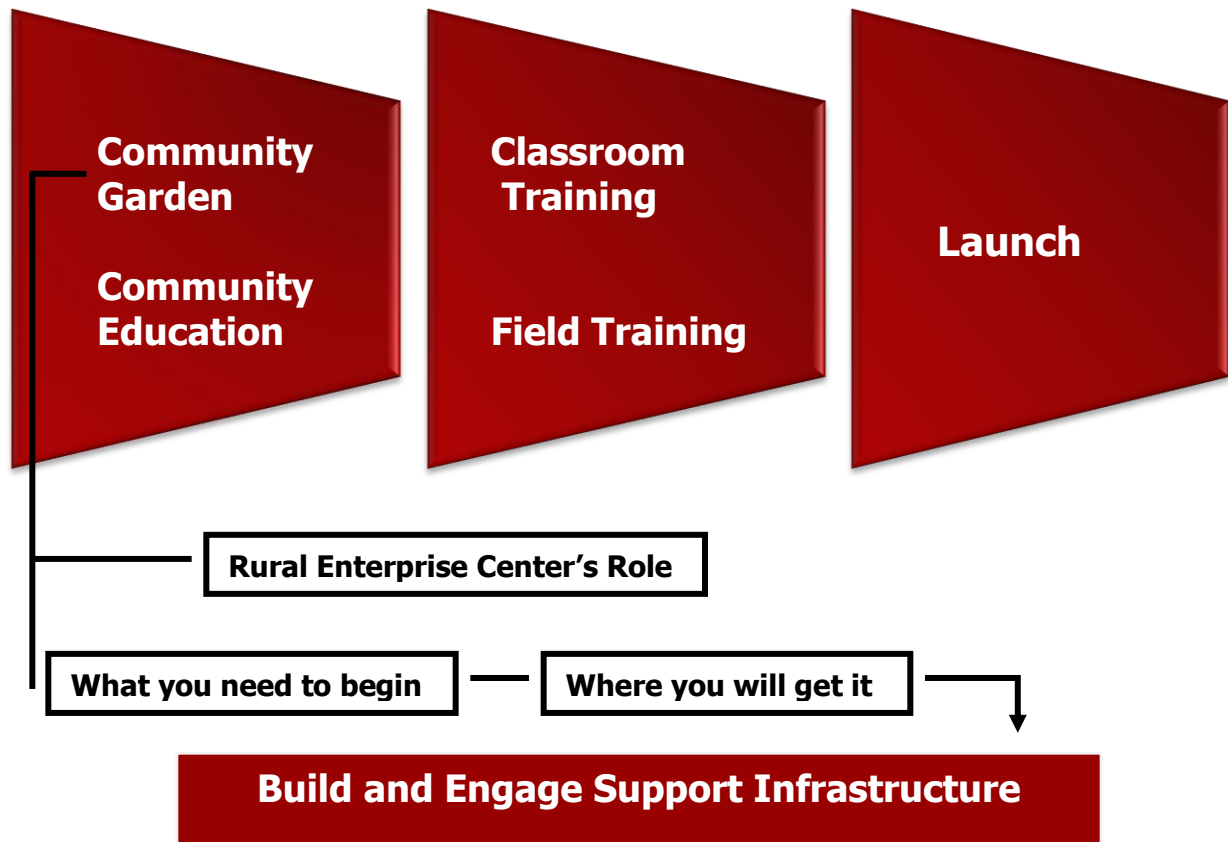 Community
Garden
Community
Education
Classroom
Training
Field Training
Launch
Rural Enterprise Center’s Role
What you need to begin
Where you will get it
Build and Engage Support Infrastructure